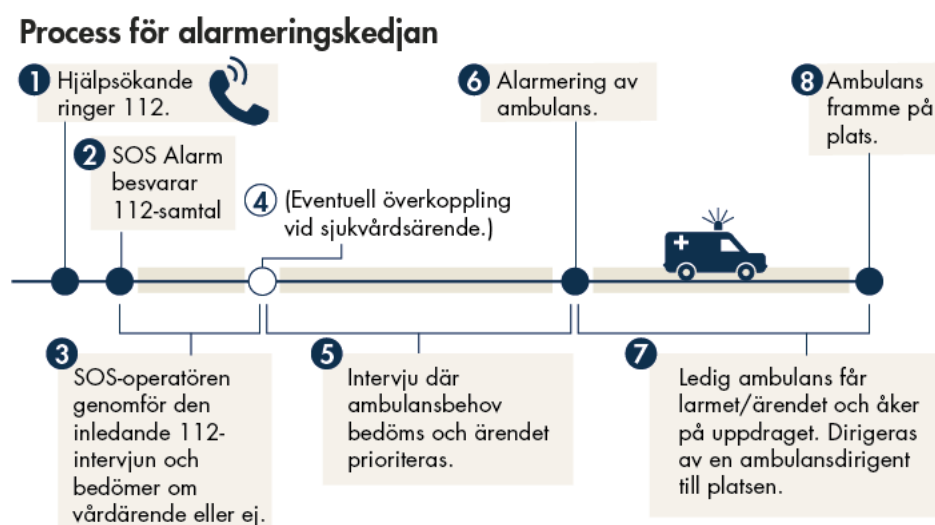 Process för alarmeringskedjan
1 Hjälpsökande
ringer 112.
2 SOS Alarm
besvarar
112-samtal
3
SOS-operatören
genomför den
inledande 112-
intervjun och
bedömer om
vårdärende eller ej.
4 (Eventuell överkoppling
vid sjukvårdsärende.)
5
Intervju där
ambulansbehov
bedöms och ärendet
prioriteras.
6 Alarmering av
ambulans.
7
Ledig ambulans får
larmet/ärendet och åker
på uppdraget. Dirigeras
av en ambulansdirigent
till platsen.
8 Ambulans
framme på
plats.